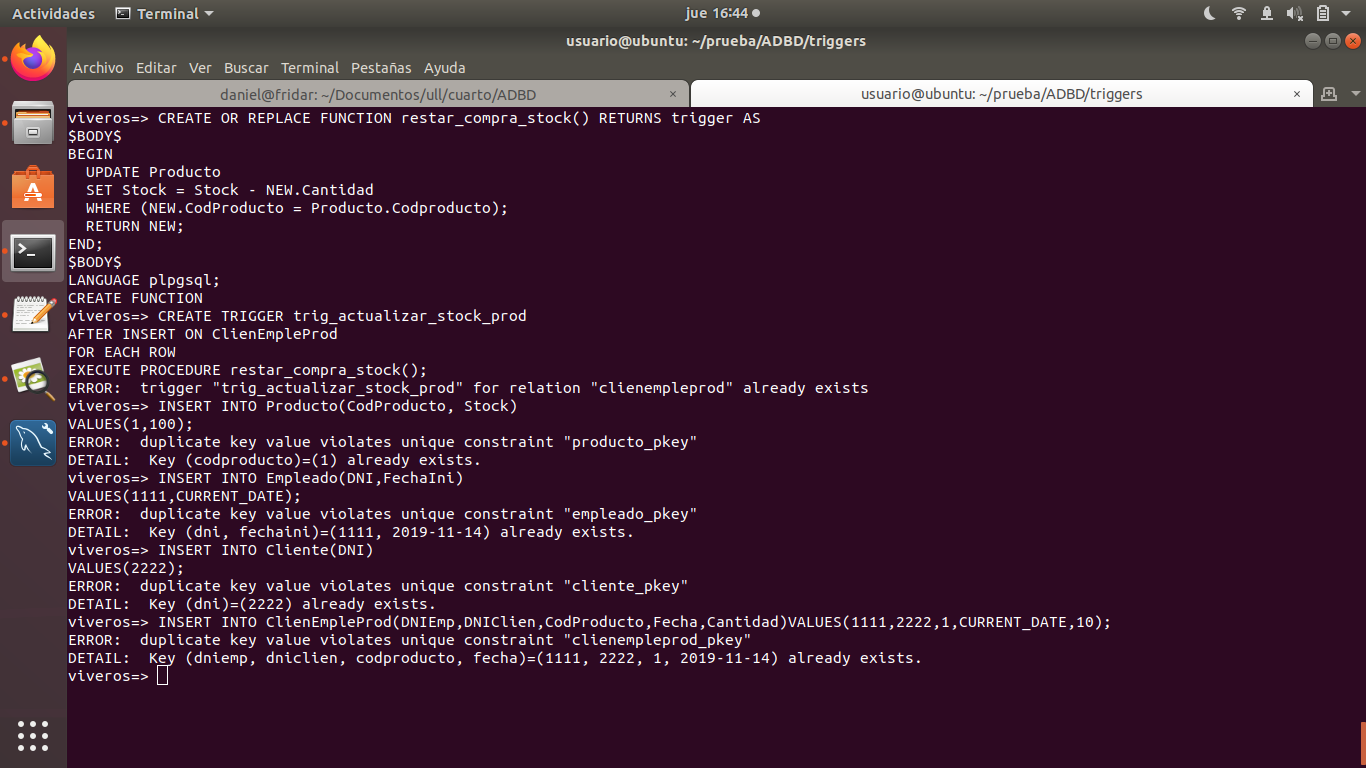 Actividades
Terminal
jue 16:44
usuario@ubuntu: ~/prueba/ADBD/triggers
Archivo Editar Ver Buscar Terminal Pestañas Ayuda
daniel@fridar: ~/Documentos/ull/cuarto/ADBD ×
usuario@ubuntu: ~/prueba/ADBD/triggers ×
viveros=> CREATE OR REPLACE FUNCTION restar_compra_stock() RETURNS trigger AS
$BODY$
BEGIN
  UPDATE Producto
  SET Stock = Stock - NEW.Cantidad
  WHERE (NEW.CodProducto = Producto.Codproducto);
  RETURN NEW;
END;
$BODY$
LANGUAGE plpgsql;
CREATE FUNCTION
viveros=> CREATE TRIGGER trig_actualizar_stock_prod
AFTER INSERT ON ClienEmpleProd
FOR EACH ROW
EXECUTE PROCEDURE restar_compra_stock();
ERROR:  trigger "trig_actualizar_stock_prod" for relation "clienempleprod" already exists
viveros=> INSERT INTO Producto(CodProducto, Stock)
VALUES(1,100);
ERROR:  duplicate key value violates unique constraint "producto_pkey"
DETAIL:  Key (codproducto)=(1) already exists.
viveros=> INSERT INTO Empleado(DNI,FechaIni)
VALUES(1111,CURRENT_DATE);
ERROR:  duplicate key value violates unique constraint "empleado_pkey"
DETAIL:  Key (dni, fechaini)=(1111, 2019-11-14) already exists.
viveros=> INSERT INTO Cliente(DNI)
VALUES(2222);
ERROR:  duplicate key value violates unique constraint "cliente_pkey"
DETAIL:  Key (dni)=(2222) already exists.
viveros=> INSERT INTO ClienEmpleProd(DNIEmp,DNIClien,CodProducto,Fecha,Cantidad)VALUES(1111,2222,1,CURRENT_DATE,10);
ERROR:  duplicate key value violates unique constraint "clienempleprod_pkey"
DETAIL:  Key (dniemp, dniclien, codproducto, fecha)=(1111, 2222, 1, 2019-11-14) already exists.
viveros=>